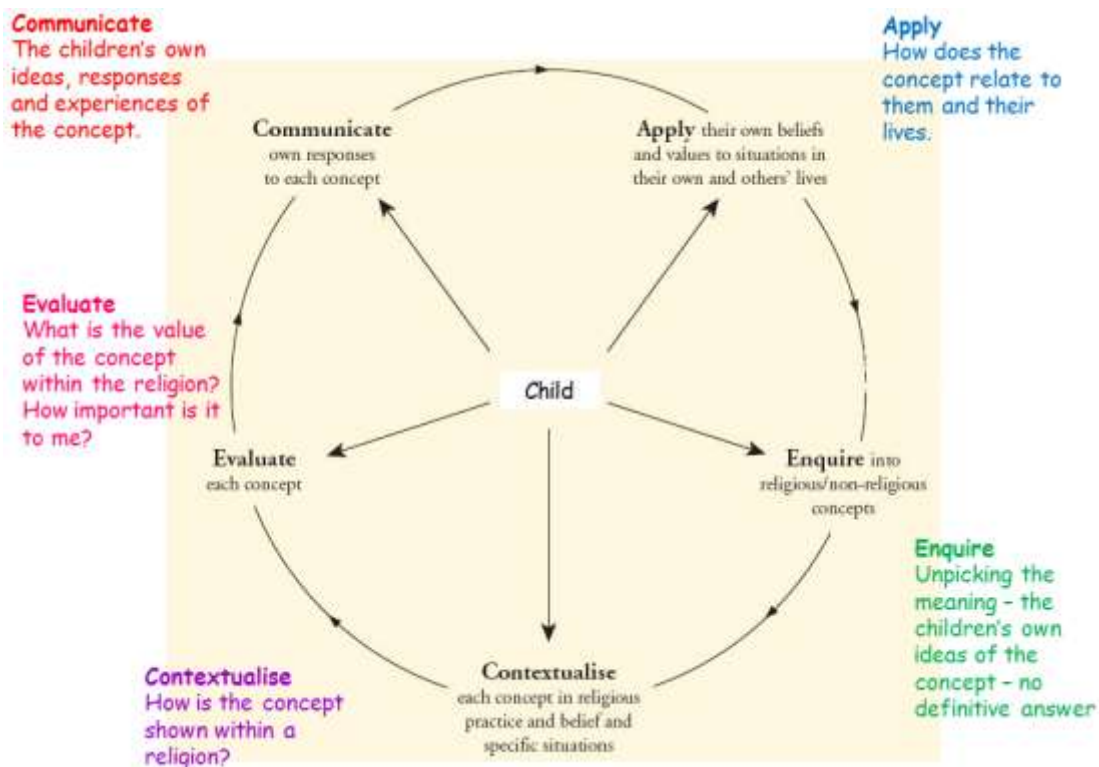 Communicate
The children's own
ideas, responses
and experiences of
the concept.
Apply
How does the
concept relate to
them and their
lives.
Communicate
own responses
to each concept
Apply their own beliefs
and values to situations in
their own and others' lives
Evaluate
What is the value
of the concept
within the religion?
How important is it
to me?
Child
Evaluate
each concept
Enquire into
religious/non-religious
concepts
Enquire
Unpicking the
meaning – the
children's own
ideas of the
concept – no
definitive answer
Contextualise
How is the concept
shown within a
religion?
Contextualise
each concept in religious
practice and belief and
specific situations